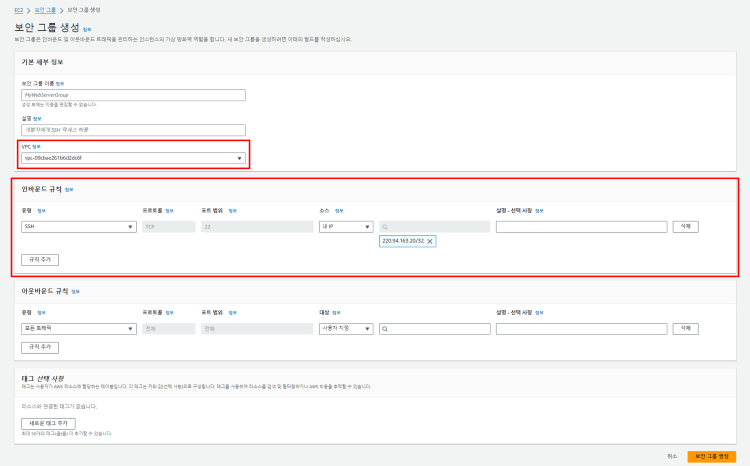 EC2 > 보안 그룹 > 보안 그룹 생성
보안 그룹 생성 정보
보안 그룹은 인바운드 및 아웃바운드 트래픽을 관리하는 인스턴스의 가상 방화벽 역할을 합니다. 새 보안 그룹을 생성하려면 아래의 필드를 작성하십시오.
기본 세부 정보
보안 그룹 이름 정보
MyWebServerGroup
생성 후에는 이름을 편집할 수 없습니다.
설명 정보
개발자에게 SSH 액세스 허용
VPC 정보
인바운드 규칙 정보
유형 정보 프로토콜 정보 포트 범위 정보 소스 정보 설명 - 선택 사항 정보
SSH TCP 22 내 IP 삭제
220.94.163.20/32 X
규칙 추가
아웃바운드 규칙 정보
유형 정보 프로토콜 정보 포트 범위 정보 대상 정보 설명 - 선택 사항 정보
모든 트래픽 전체 전체 사용자 지정 삭제
규칙 추가
태그 - 선택 사항
태그는 사용자가 AWS 리소스에 할당하는 레이블입니다. 각 태그는 키와 값(선택 사항)으로 구성됩니다. 태그를 사용하여 리소스를 검색 및 필터링하거나 AWS 비용을 추적할 수 있습니다.
리소스와 연결된 태그가 없습니다.
새로운 태그 추가
최대 50개의 태그을(를) 더 추가할 수 있습니다.
취소 보안 그룹 생성